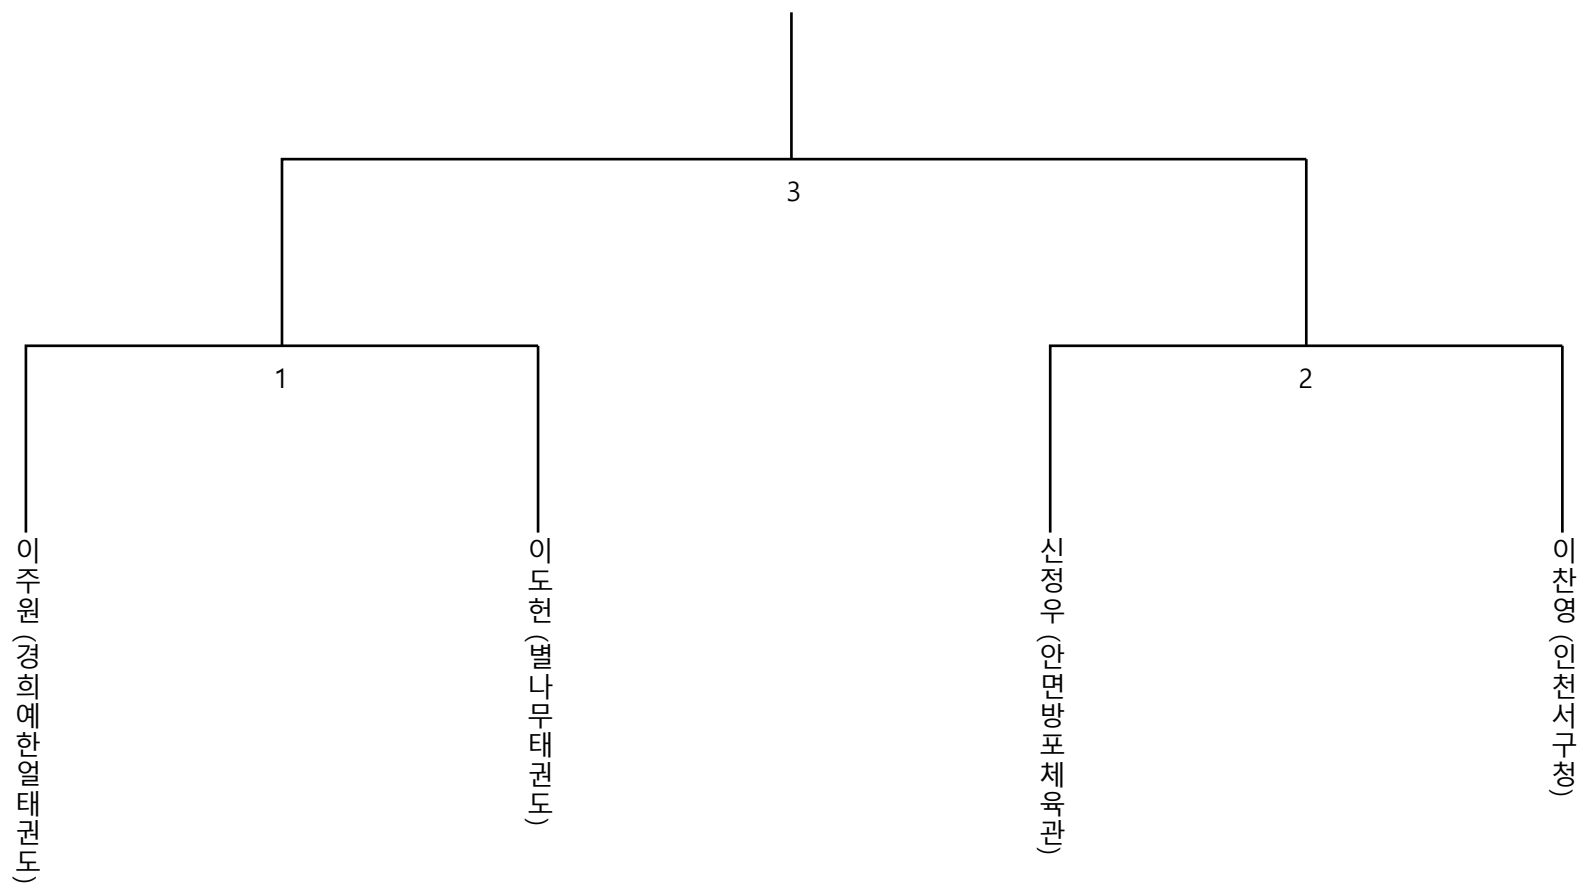 3
1
2
이주원 (경희예한얼태권도)
이도헌 (별나무태권도)
신정우 (안면방포체육관)
이찬영 (인천서구청)